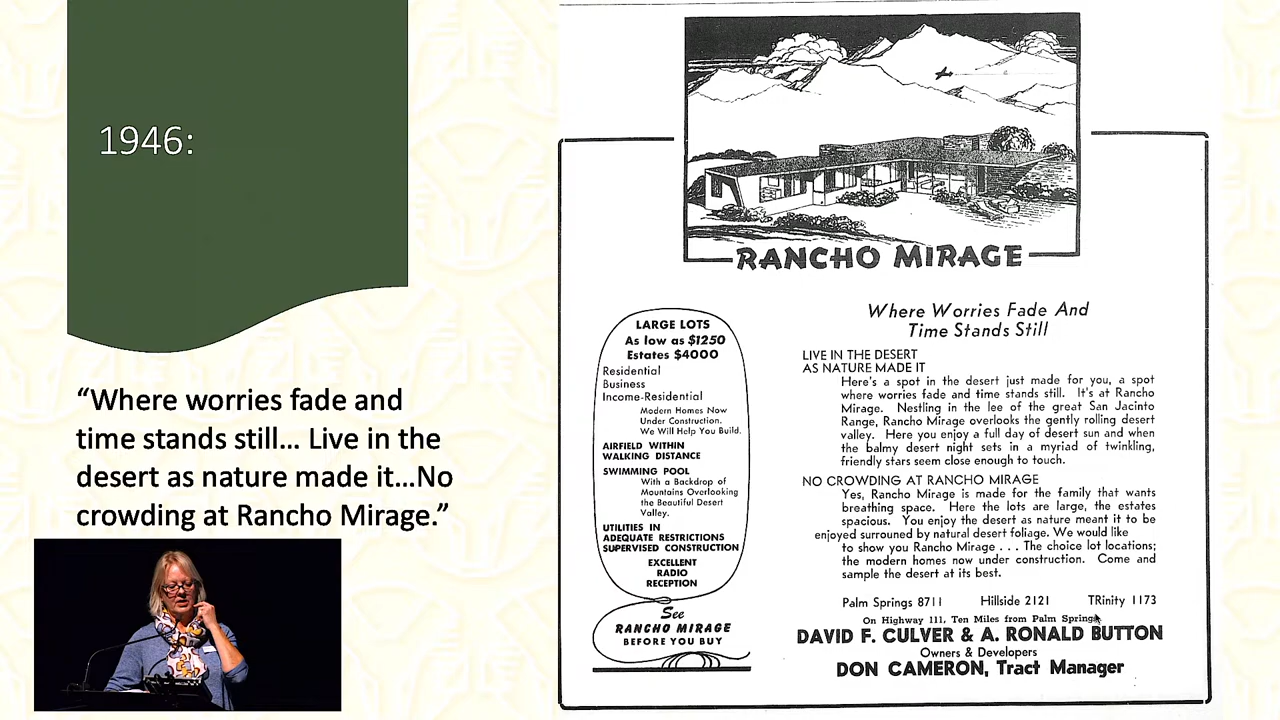 1946:
“Where worries fade and
time stands still... Live in the
desert as nature made it...No
crowding at Rancho Mirage.”
RANCHO MIRAGE
LARGE LOTS
As low as $1250
Estates $4000
Residential
Business
Income-Residential
Modern Homes Now
Under Construction.
We Will Help You Build.
AIRFIELD WITHIN
WALKING DISTANCE
SWIMMING POOL
With a Backdrop of
Mountains Overlooking
the Beautiful Desert
Valley.
UTILITIES IN
ADEQUATE RESTRICTIONS
SUPERVISED CONSTRUCTION
EXCELLENT
RADIO
RECEPTION
See
RANCHO MIRAGE
BEFORE YOU BUY
Where Worries Fade And
Time Stands Still
LIVE IN THE DESERT
AS NATURE MADE IT
Here's a spot in the desert just made for you, a spot
where worries fade and time stands still. It's at Rancho
Mirage. Nestling in the lee of the great San Jacinto
Range, Rancho Mirage overlooks the gently rolling desert
valley. Here you enjoy a full day of desert sun and when
the balmy desert night sets in a myriad of twinkling,
friendly stars seem close enough to touch.
NO CROWDING AT RANCHO MIRAGE
Yes, Rancho Mirage is made for the family that wants
breathing space. Here the lots are large, the estates
spacious. You enjoy the desert as nature meant it to be
enjoyed surrouned by natural desert foliage. We would like
to show you Rancho Mirage . . . The choice lot locations;
the modern homes now under construction. Come and
sample the desert at its best.
Palm Springs 8711 Hillside 2121 TRinity 1173
On Highway 111, Ten Miles from Palm Springs
DAVID F. CULVER & A. RONALD BUTTON
Owners & Developers
DON CAMERON, Tract Manager